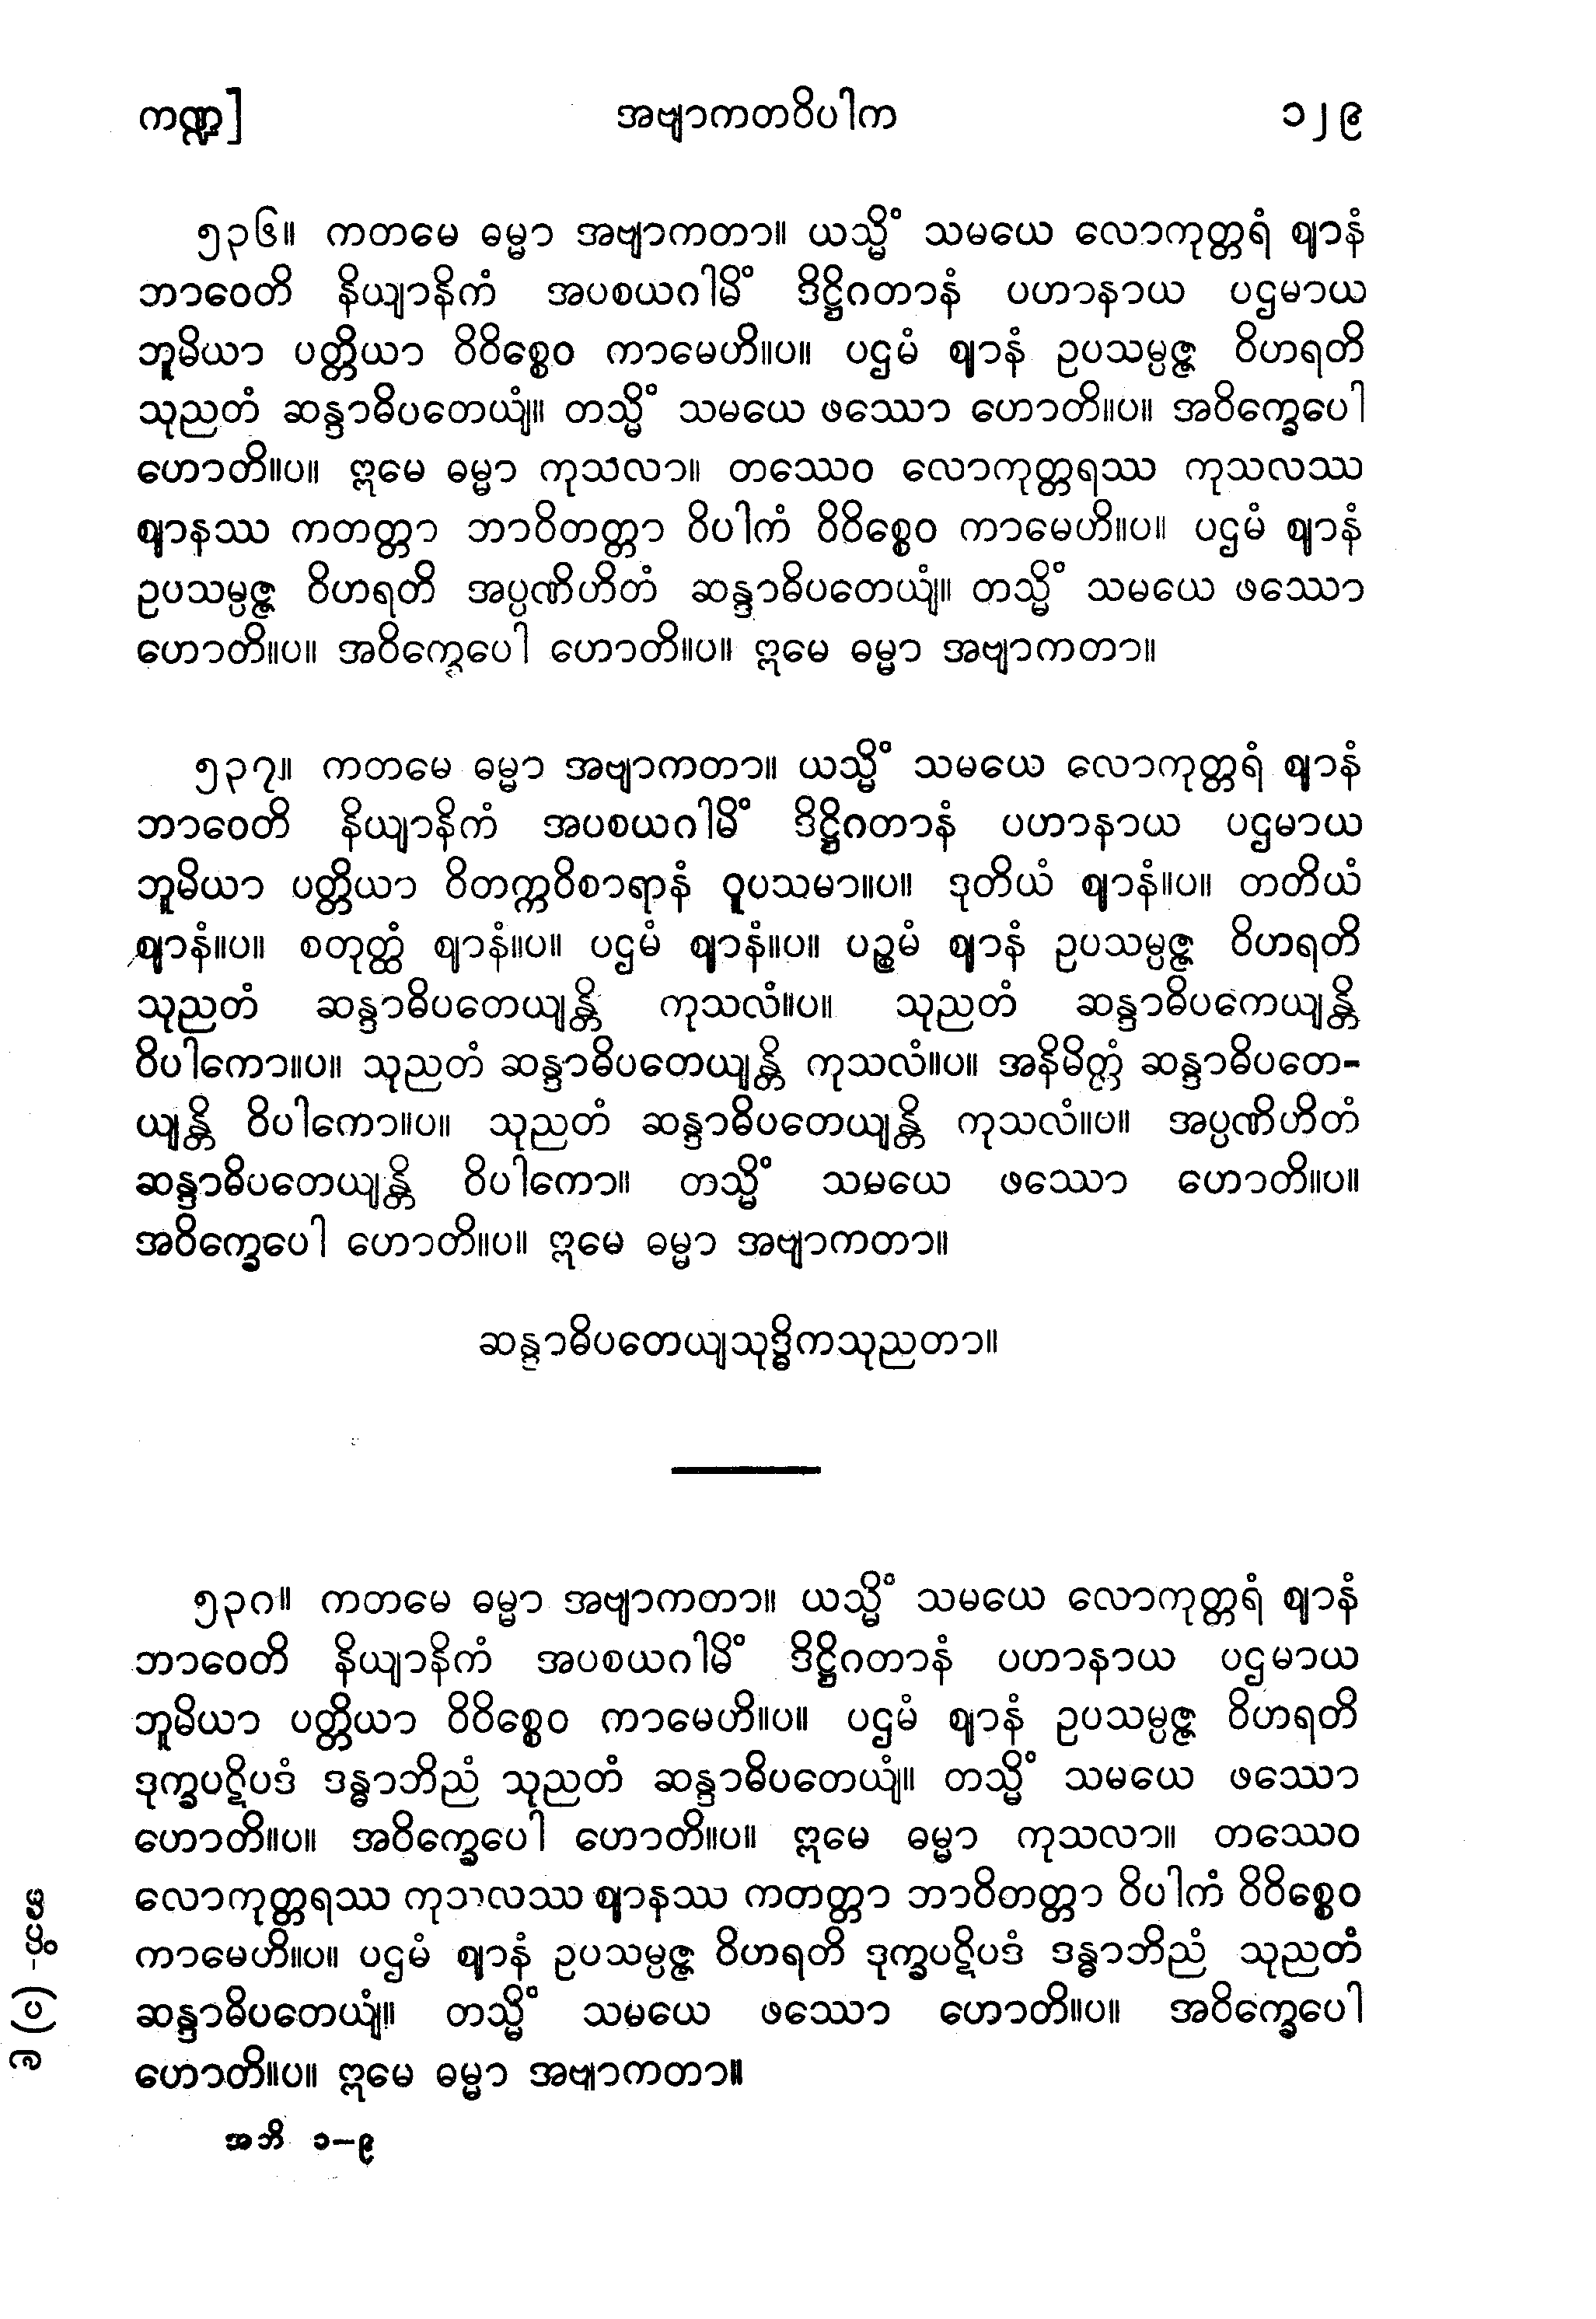 ကဏ္ဍ] အဗျာကတဝိပါက ၁၂၉
၅၃၆။ ကတမေ ဓမ္မာ အဗျာကတာ။ ယသ္မိံ သမယေ လောကုတ္တရံ ဈာနံ
ဘာဝေတိ နိယျာနိကံ အပစယဂါမိံ ဒိဋ္ဌိဂတာနံ ပဟာနာယ ပဌမာယ
ဘူမိယာ ပတ္တိယာ ဝိဝိစ္စေဝ ကာမေဟိ။ပ။ ပဌမံ ဈာနံ ဥပသမ္ပဇ္ဇ ဝိဟရတိ
သုညတံ ဆန္ဒာဓိပတေယျံ။ တသ္မိံ သမယေ ဖဿော ဟောတိ။ပ။ အဝိက္ခေပေါ
ဟောတိ။ပ။ ဣမေ ဓမ္မာ ကုသလာ။ တဿေဝ လောကုတ္တရဿ ကုသလဿ
ဈာနဿ ကတတ္တာ ဘာဝိတတ္တာ ဝိပါကံ ဝိဝိစ္စေဝ ကာမေဟိ။ပ။ ပဌမံ ဈာနံ
ဥပသမ္ပဇ္ဇ ဝိဟရတိ အပ္ပဏိဟိတံ ဆန္ဒာဓိပတေယျံ။ တသ္မိံ သမယေ ဖဿော
ဟောတိ။ပ။ အဝိက္ခေပေါ ဟောတိ။ပ။ ဣမေ ဓမ္မာ အဗျာကတာ။
၅၃၇။ ကတမေ ဓမ္မာ အဗျာကတာ။ ယသ္မိံ သမယေ လောကုတ္တရံ ဈာနံ
ဘာဝေတိ နိယျာနိကံ အပစယဂါမိံ ဒိဋ္ဌိဂတာနံ ပဟာနာယ ပဌမာယ
ဘူမိယာ ပတ္တိယာ ဝိတက္ကဝိစာရာနံ ဝူပသမာ။ပ။ ဒုတိယံ ဈာနံ။ပ။ တတိယံ
ဈာနံ။ပ။ စတုတ္ထံ ဈာနံ။ပ။ ပဌမံ ဈာနံ။ပ။ ပဉ္စမံ ဈာနံ ဥပသမ္ပဇ္ဇ ဝိဟရတိ
သုညတံ ဆန္ဒာဓိပတေယျန္တိ ကုသလံ။ပ။ သုညတံ ဆန္ဒာဓိပကေယျန္တိ
ဝိပါကော။ပ။ သုညတံ ဆန္ဒာဓိပတေယျန္တိ ကုသလံ။ပ။ အနိမိတ္တံ ဆန္ဒာဓိပတေ-
ယျန္တိ ဝိပါကော။ပ။ သုညတံ ဆန္ဒာဓိပတေယျန္တိ ကုသလံ။ပ။ အပ္ပဏိဟိတံ
ဆန္ဒာဓိပတေယျန္တိ ဝိပါကော။ တသ္မိံ သမယေ ဖဿော ဟောတိ။ပ။
အဝိက္ခေပေါ ဟောတိ။ပ။ ဣမေ ဓမ္မာ အဗျာကတာ။
ဆန္ဒာဓိပတေယျသုဒ္ဓိကသုညတာ။
၅၃ဂ။ ကတမေ ဓမ္မာ အဗျာကတာ။ ယသ္မိံ သမယေ လောကုတ္တရံ ဈာနံ
ဘာဝေတိ နိယျာနိကံ အပစယဂါမိံ ဒိဋ္ဌိဂတာနံ ပဟာနာယ ပဌမာယ
ဘူမိယာ ပတ္တိယာ ဝိဝိစ္စေဝ ကာမေဟိ။ပ။ ပဌမံ ဈာနံ ဥပသမ္ပဇ္ဇ ဝိဟရတိ
ဒုက္ခပဋိပဒံ ဒန္ဓာဘိညံ သုညတံ ဆန္ဒာဓိပတေယျံ။ တသ္မိံ သမယေ ဖဿော
ဟောတိ။ပ။ အဝိက္ခေပေါ ဟောတိ။ပ။ ဣမေ ဓမ္မာ ကုသလာ။ တဿေဝ
လောကုတ္တရဿ ကုသလဿ ဈာနဿ ကတတ္တာ ဘာဝိတတ္တာ ဝိပါကံ ဝိဝိစ္စေဝ
ကာမေဟိ။ပ။ ပဌမံ ဈာနံ ဥပသမ္ပဇ္ဇ ဝိဟရတိ ဒုက္ခပဋိပဒံ ဒန္ဓာဘိညံ သုညတံ
ဆန္ဒာဓိပတေယျံ။ တသ္မိံ သမယေ ဖဿော ဟောတိ။ပ။ အဝိက္ခေပေါ
ဟောတိ။ပ။ ဣမေ ဓမ္မာ အဗျာကတာ။
အဘိ ၁−၉